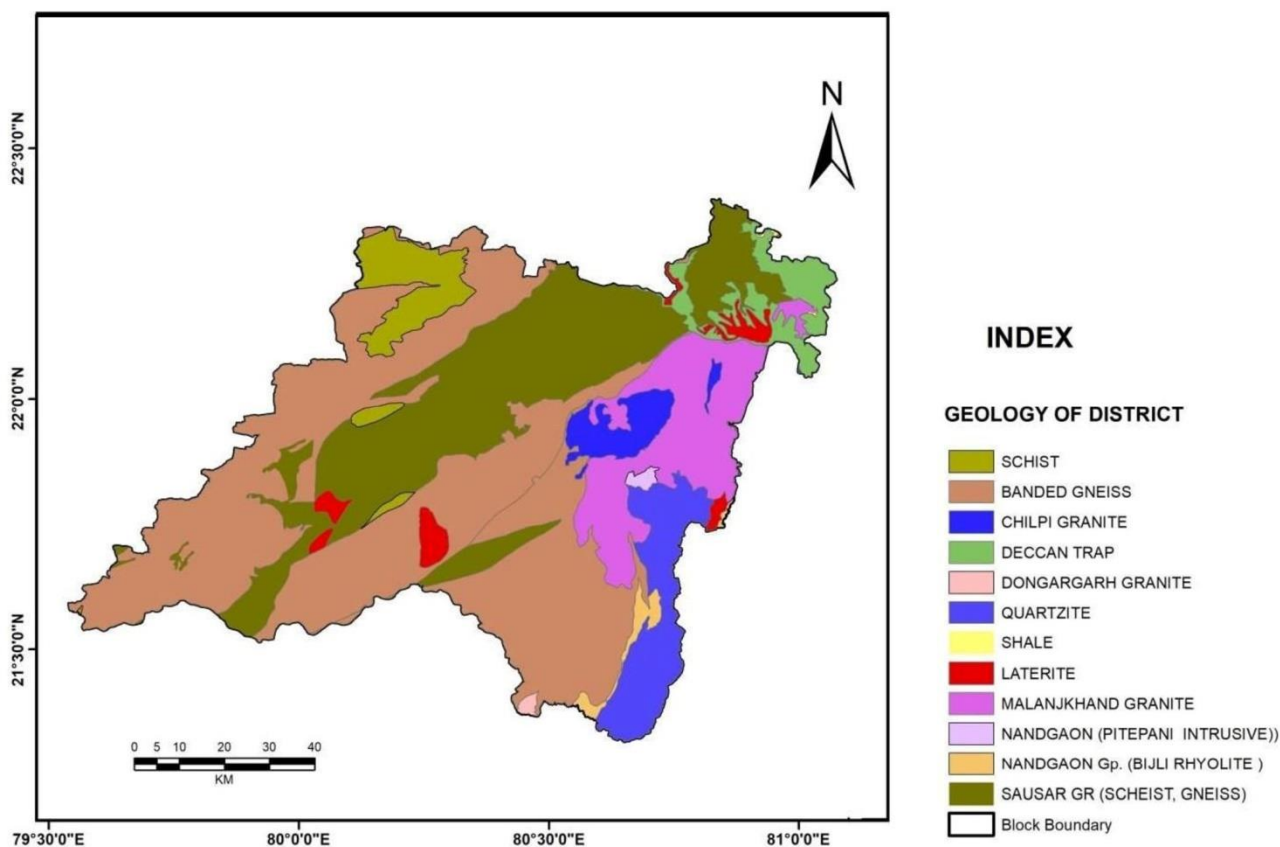 N
22°30'0"N
22°0'0"N
21°30'0"N
0 5 10 20 30 40
KM
79°30'0"E 80°0'0"E 80°30'0"E 81°0'0"E
INDEX
GEOLOGY OF DISTRICT
SCHIST
BANDED GNEISS
CHILPI GRANITE
DECCAN TRAP
DONGARGARH GRANITE
QUARTZITE
SHALE
LATERITE
MALANJKHAND GRANITE
NANDGAON (PITEPANI INTRUSIVE))
NANDGAON Gp. (BIJLI RHYOLITE )
SAUSAR GR (SCHEIST, GNEISS)
Block Boundary